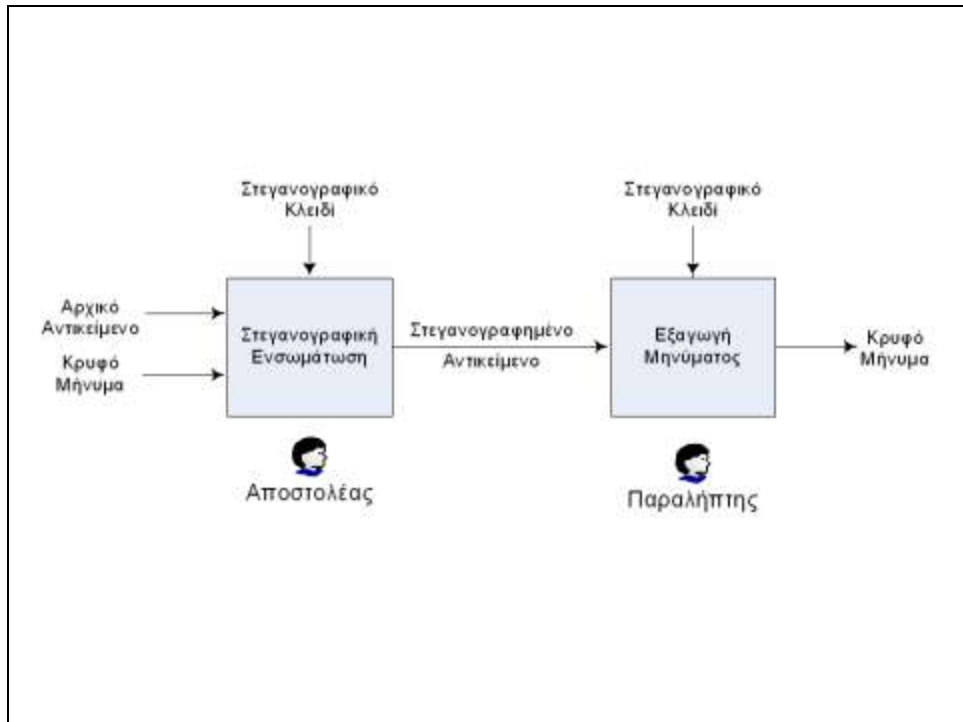 Στεγανογραφικό
Κλειδί
Στεγανογραφικό
Κλειδί
Αρχικό
Αντικείμενο
Κρυφό
Μήνυμα
Στεγανογραφική
Ενσωμάτωση
Στεγανογραφημένο
Αντικείμενο
Εξαγωγή
Μηνύματος
Κρυφό
Μήνυμα
Αποστολέας
Παραλήπτης